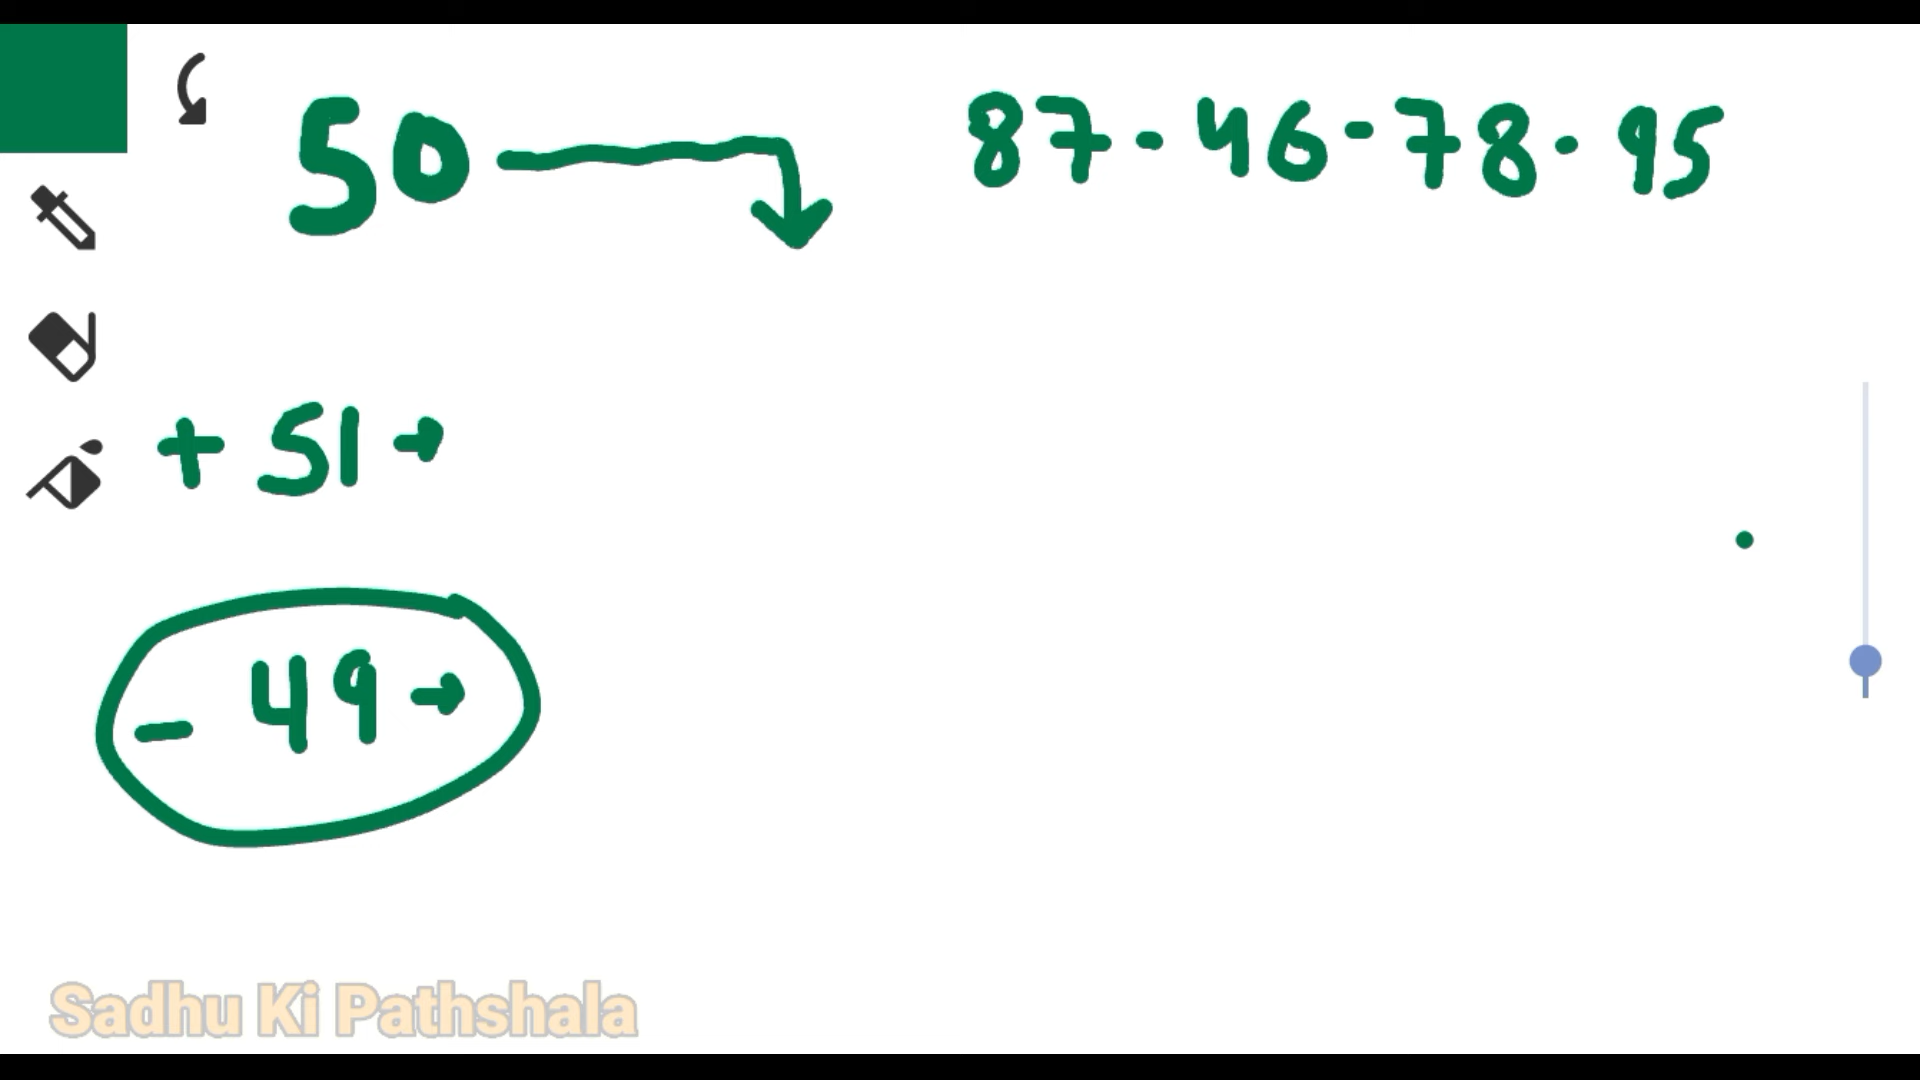 50 → 87 - 46 - 78 - 95
+ 51 →
- 49 →
Sadhu Ki Pathshala